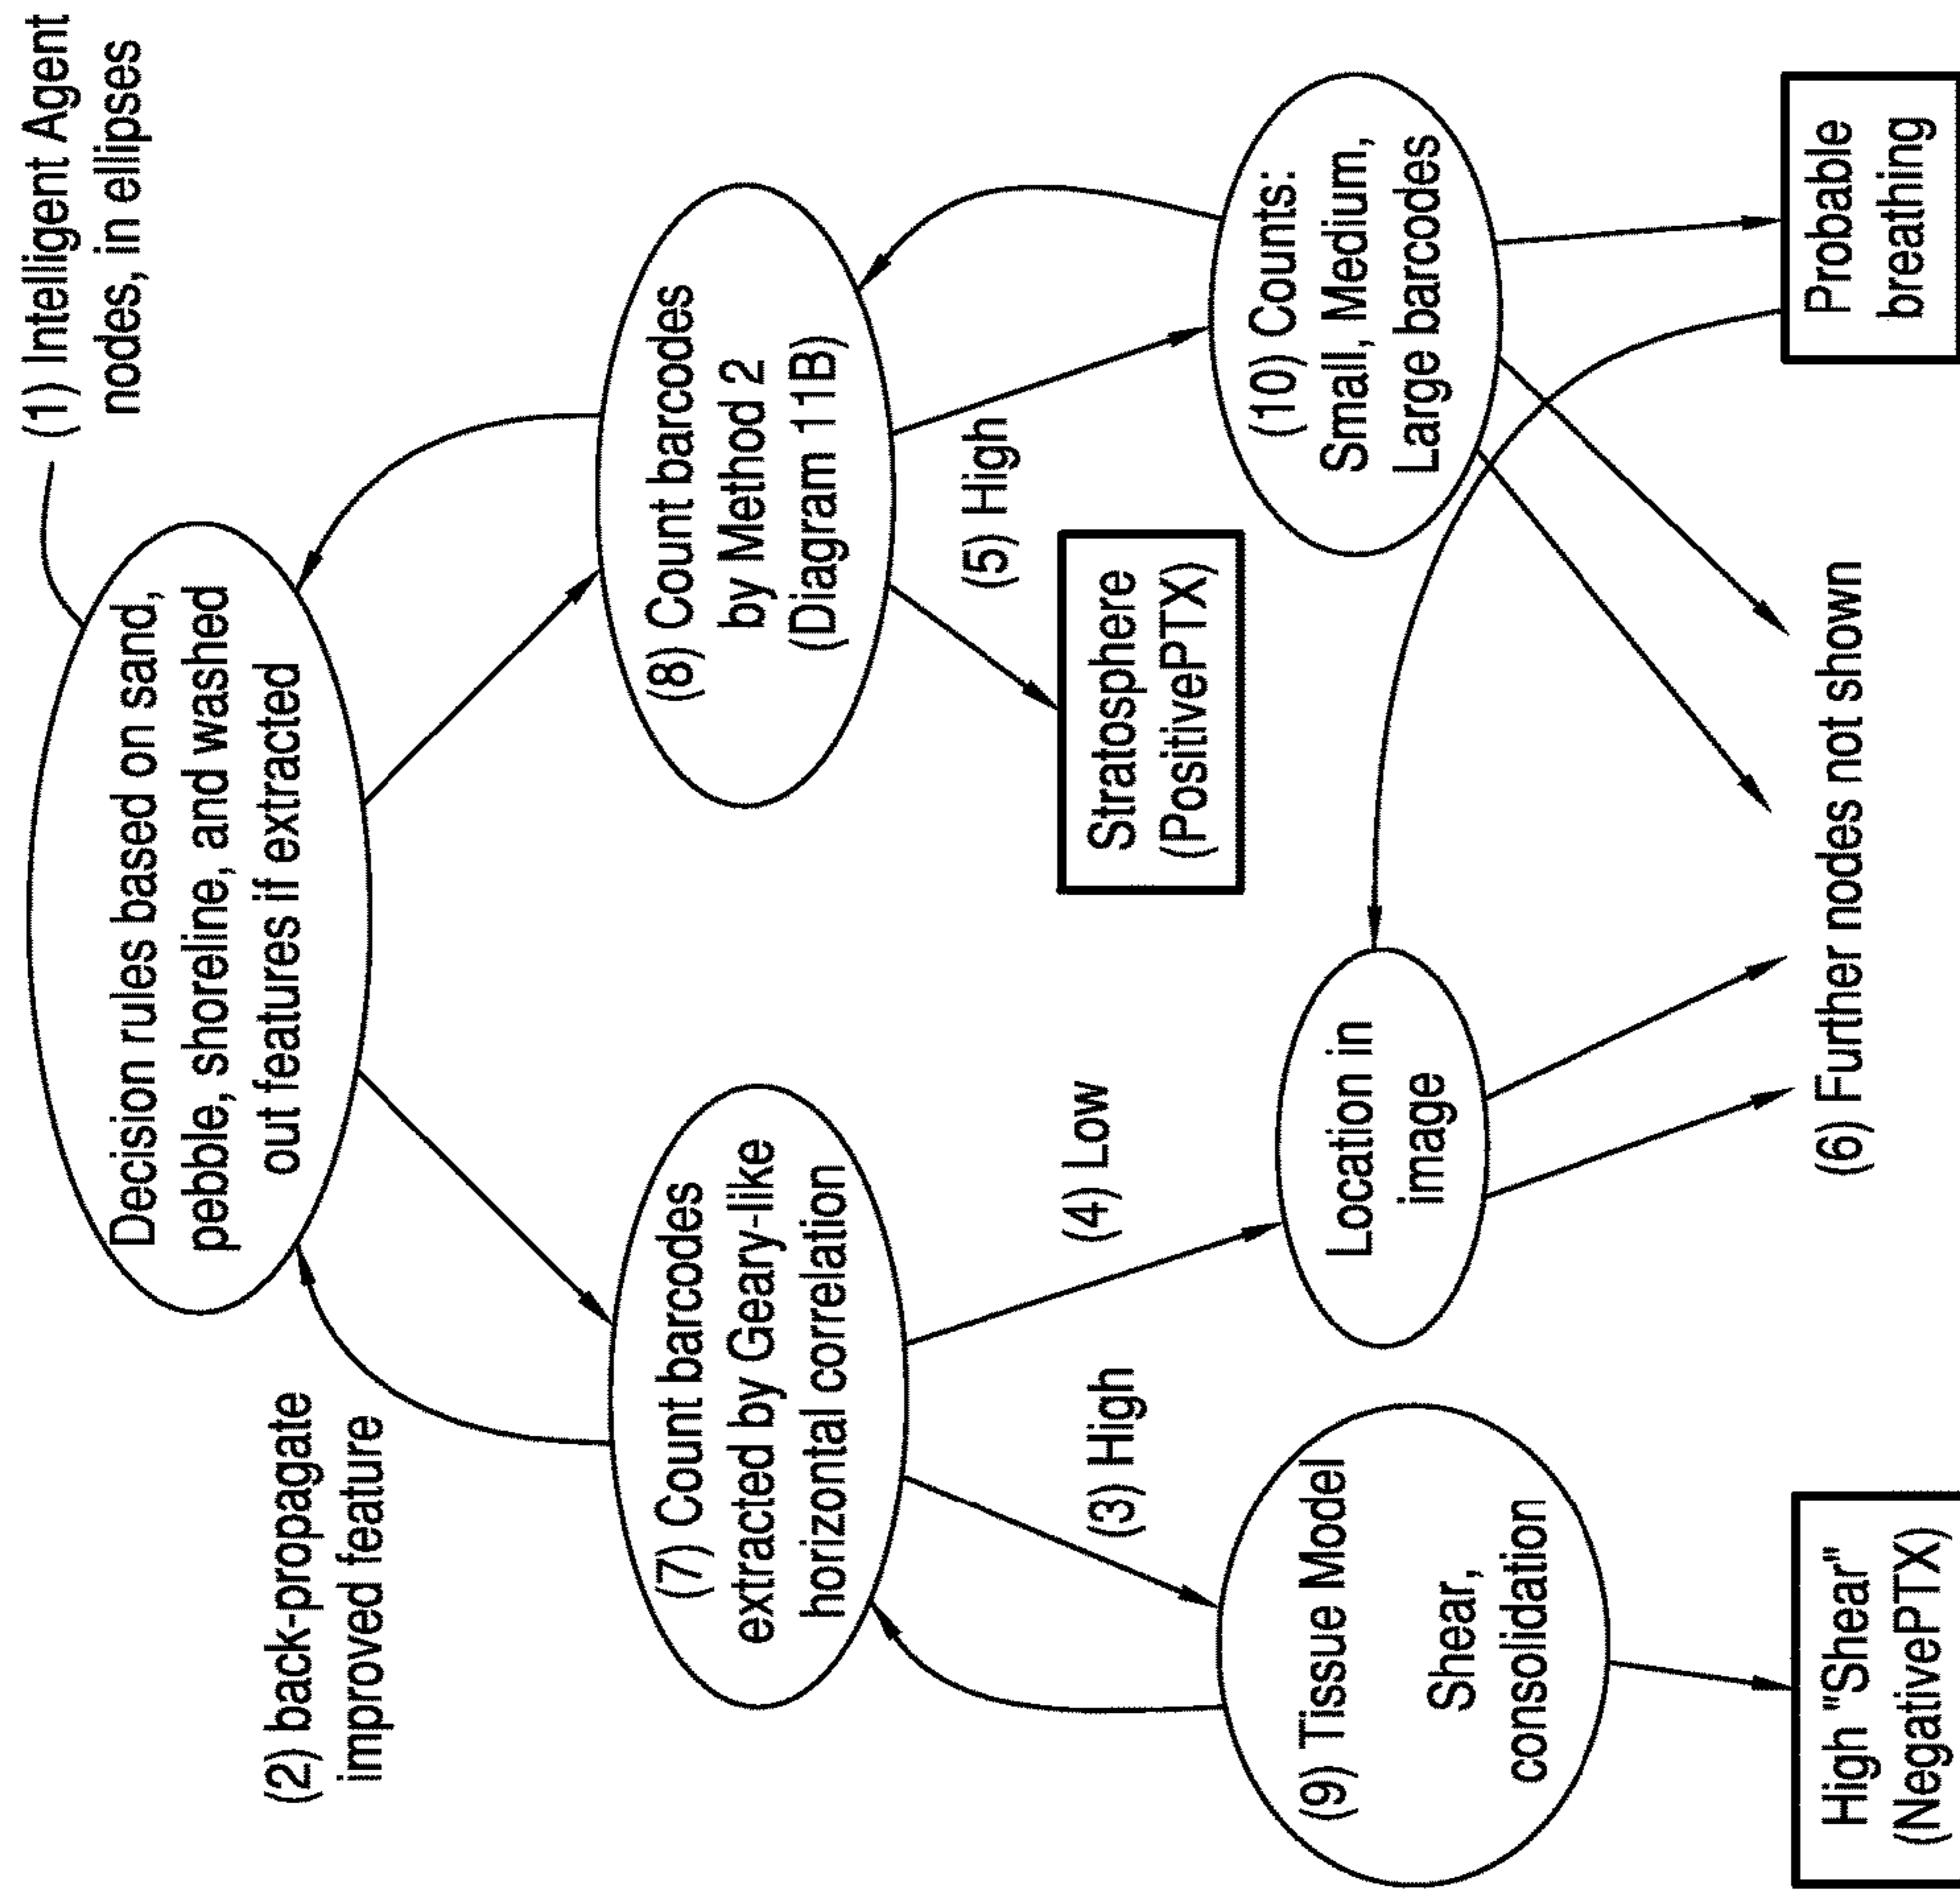 (1) Intelligent Agent
nodes, in ellipses
Decision rules based on sand,
pebble, shoreline, and washed
out features if extracted
(2) back-propagate
improved feature
(7) Count barcodes
extracted by Geary-like
horizontal correlation
(8) Count barcodes
by Method 2
(Diagram 11B)
(3) High
(4) Low
(5) High
Stratosphere
(PositivePTX)
(9) Tissue Model
Shear,
consolidation
Location in
image
(10) Counts:
Small, Medium,
Large barcodes
High "Shear"
(NegativePTX)
(6) Further nodes not shown
Probable
breathing